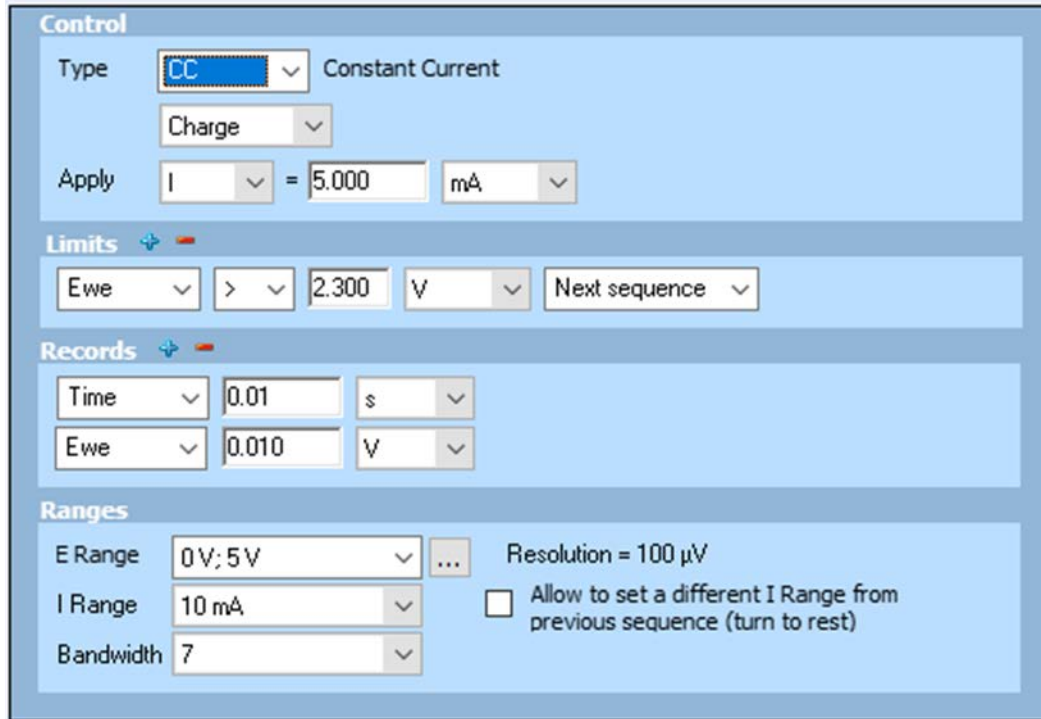 Control
Type CC Constant Current
Charge
Apply I = 5.000 mA
Limits
Ewe > 2.300 V Next sequence
Records
Time 0.01 s
Ewe 0.010 V
Ranges
E Range 0 V; 5 V ... Resolution = 100 µV
I Range 10 mA Allow to set a different I Range from
previous sequence (turn to rest)
Bandwidth 7